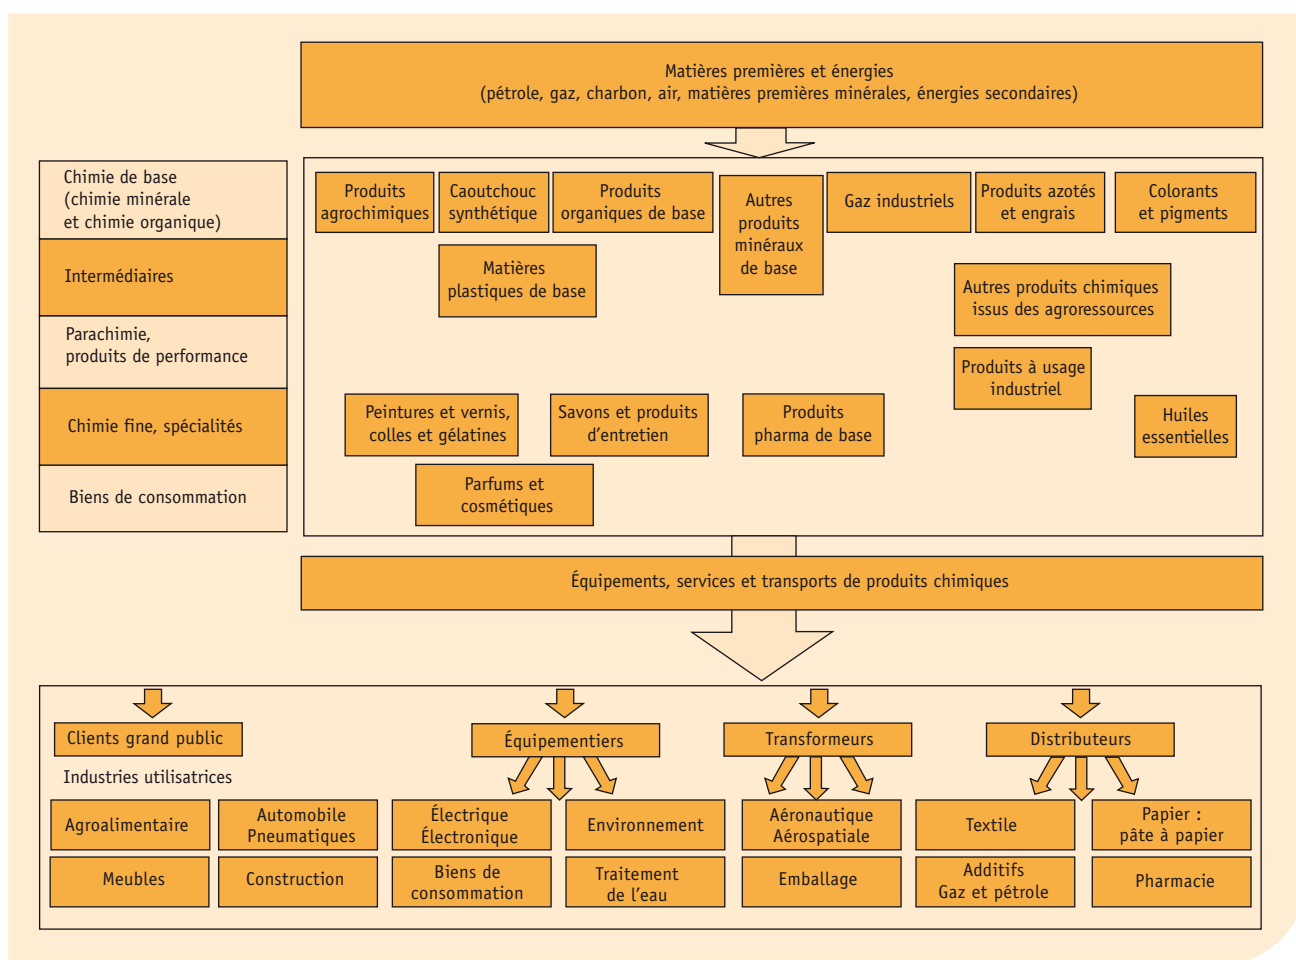 Matières premières et énergies
(pétrole, gaz, charbon, air, matières premières minérales, énergies secondaires)
Chimie de base
(chimie minérale
et chimie organique)
Intermédiaires
Parachimie,
produits de performance
Chimie fine, spécialités
Biens de consommation
Produits
agrochimiques
Caoutchouc
synthétique
Produits
organiques de base
Autres
produits
minéraux
de base
Gaz industriels
Produits azotés
et engrais
Colorants
et pigments
Matières
plastiques de base
Autres produits chimiques
issus des agroressources
Produits à usage
industriel
Peintures et vernis,
colles et gélatines
Savons et produits
d'entretien
Produits
pharma de base
Huiles
essentielles
Parfums et
cosmétiques
Équipements, services et transports de produits chimiques
Clients grand public
Équipementiers
Transformeurs
Distributeurs
Industries utilisatrices
Agroalimentaire
Automobile
Pneumatiques
Électrique
Électronique
Environnement
Aéronautique
Aérospatiale
Textile
Papier :
pâte à papier
Meubles
Construction
Biens de
consommation
Traitement
de l'eau
Emballage
Additifs
Gaz et pétrole
Pharmacie